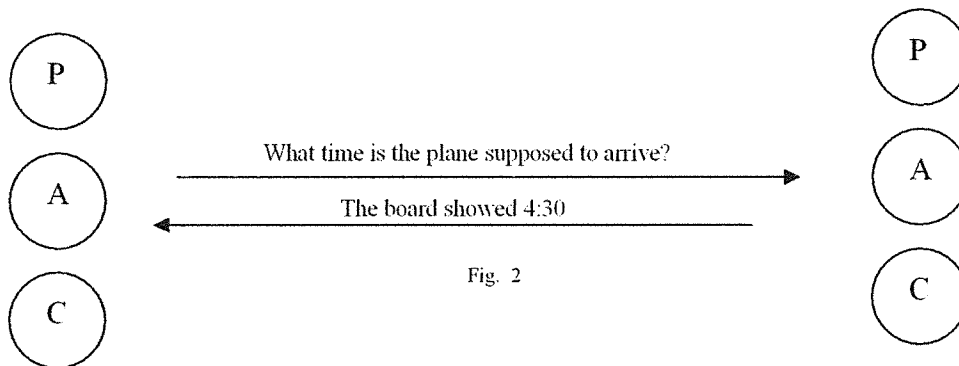 P
P
What time is the plane supposed to arrive?
A
A
The board showed 4:30
Fig. 2
C
C